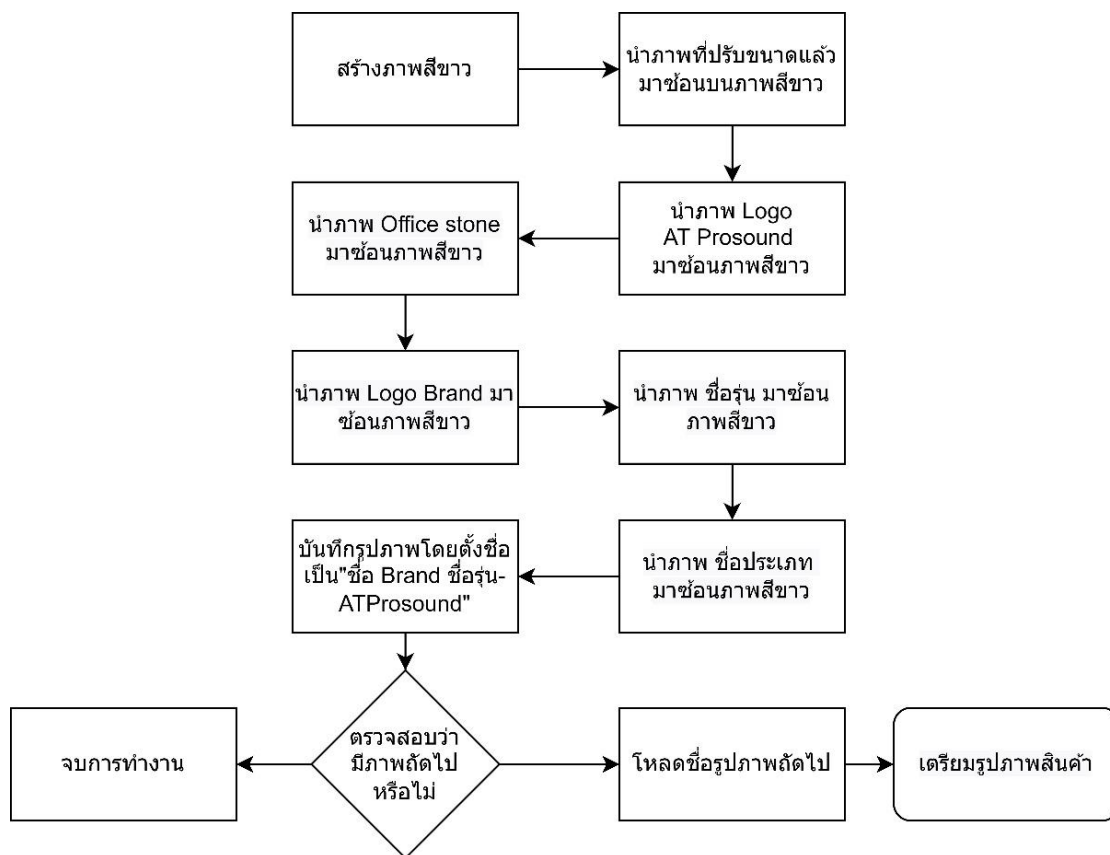 สร้างภาพสีขาว
นำภาพที่ปรับขนาดแล้ว
มาซ้อนบนภาพสีขาว
นำภาพ Logo
AT Prosound
มาซ้อนภาพสีขาว
นำภาพ Office stone
มาซ้อนภาพสีขาว
นำภาพ Logo Brand มา
ซ้อนภาพสีขาว
นำภาพ ชื่อรุ่น มาซ้อน
ภาพสีขาว
นำภาพ ชื่อประเภท
มาซ้อนภาพสีขาว
บันทึกรูปภาพโดยตั้งชื่อ
เป็น"ชื่อ Brand ชื่อรุ่น-
ATProsound"
ตรวจสอบว่า
มีภาพถัดไป
หรือไม่
จบการทำงาน
โหลดชื่อรูปภาพถัดไป
เตรียมรูปภาพสินค้า